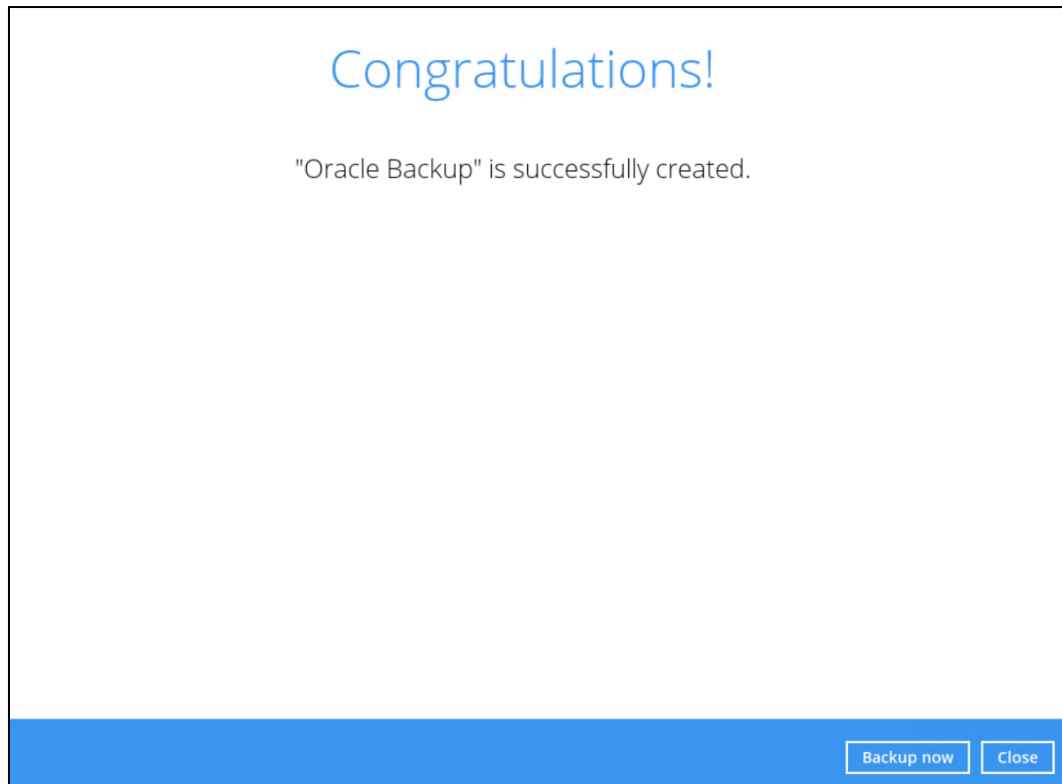 Congratulations!
"Oracle Backup" is successfully created.
Backup now
Close